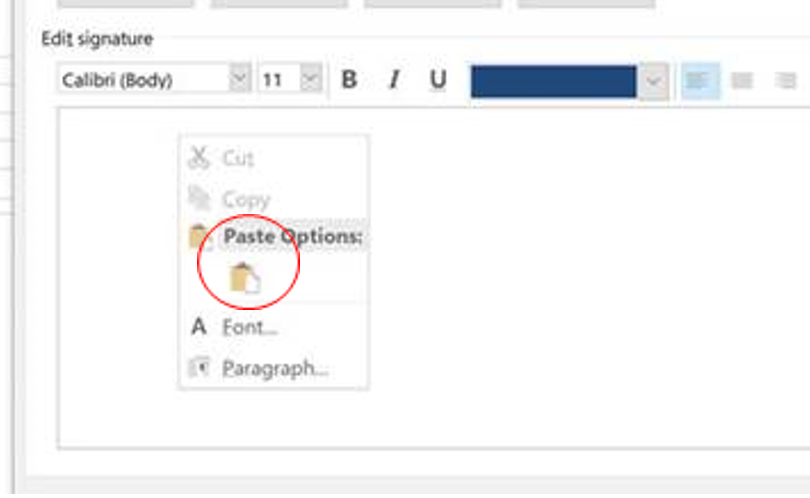 Edit signature
Calibri (Body) 11 B I U
Cut
Copy
Paste Options:
A Font...
Paragraph...